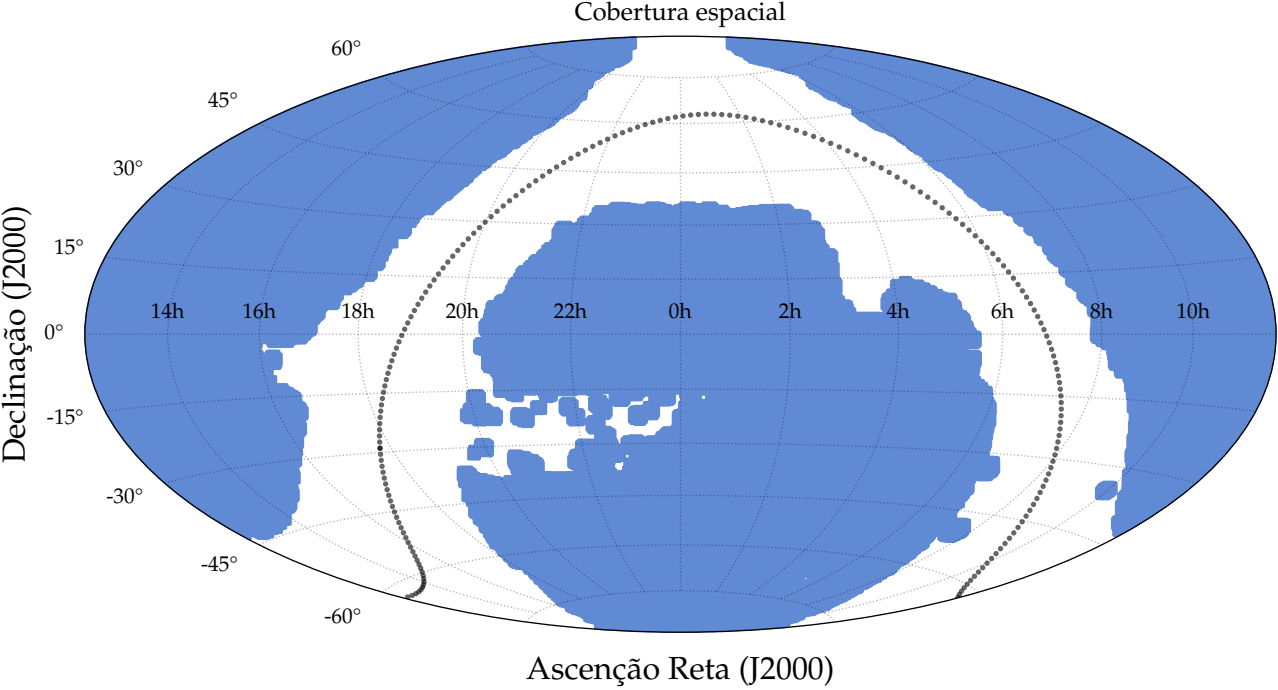 Cobertura espacial
60°
45°
30°
15°
14h 16h 18h 20h 22h 0h 2h 4h 6h 8h 10h
0°
-15°
-30°
-45°
-60°
Declinação (J2000)
Ascenção Reta (J2000)